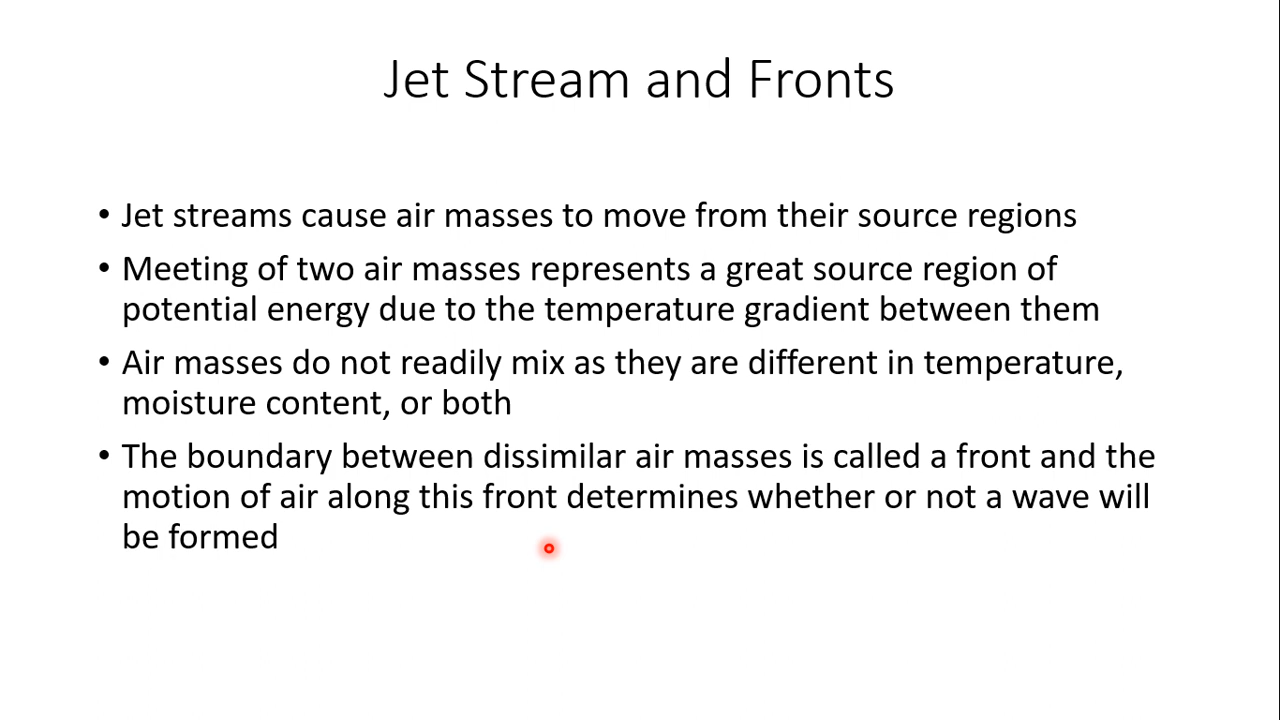 Jet Stream and Fronts
• Jet streams cause air masses to move from their source regions
• Meeting of two air masses represents a great source region of
potential energy due to the temperature gradient between them
• Air masses do not readily mix as they are different in temperature,
moisture content, or both
• The boundary between dissimilar air masses is called a front and the
motion of air along this front determines whether or not a wave will
be formed